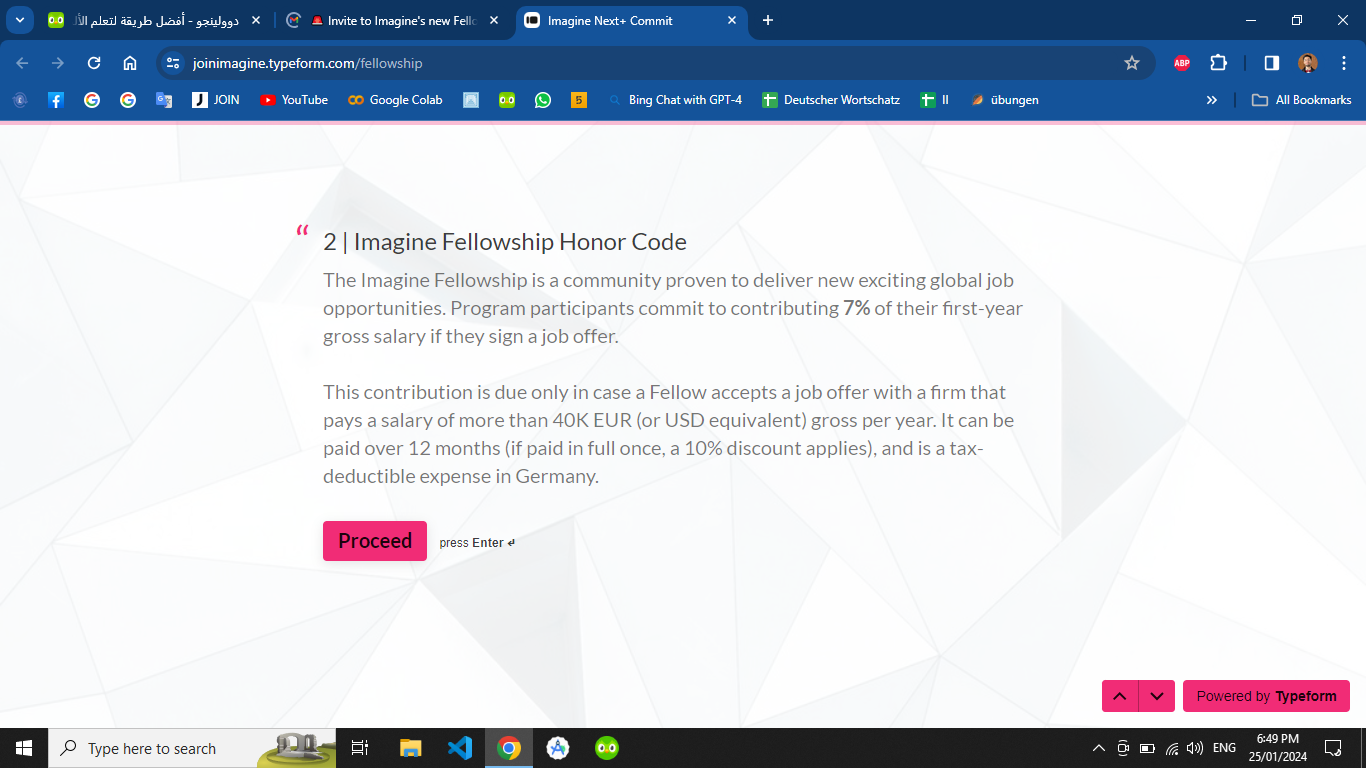 دوولينجو - أفضل طريقة لتعلم الأل
Invite to Imagine's new Fello
Imagine Next+ Commit
joinimagine.typeform.com/fellowship
ABP
JOIN
YouTube
Google Colab
5
Bing Chat with GPT-4
Deutscher Wortschatz
II
übungen
All Bookmarks
“ 2 | Imagine Fellowship Honor Code
The Imagine Fellowship is a community proven to deliver new exciting global job
opportunities. Program participants commit to contributing 7% of their first-year
gross salary if they sign a job offer.
This contribution is due only in case a Fellow accepts a job offer with a firm that
pays a salary of more than 40K EUR (or USD equivalent) gross per year. It can be
paid over 12 months (if paid in full once, a 10% discount applies), and is a tax-
deductible expense in Germany.
Proceed
press Enter ↵
Powered by Typeform
Type here to search
ENG
6:49 PM
25/01/2024